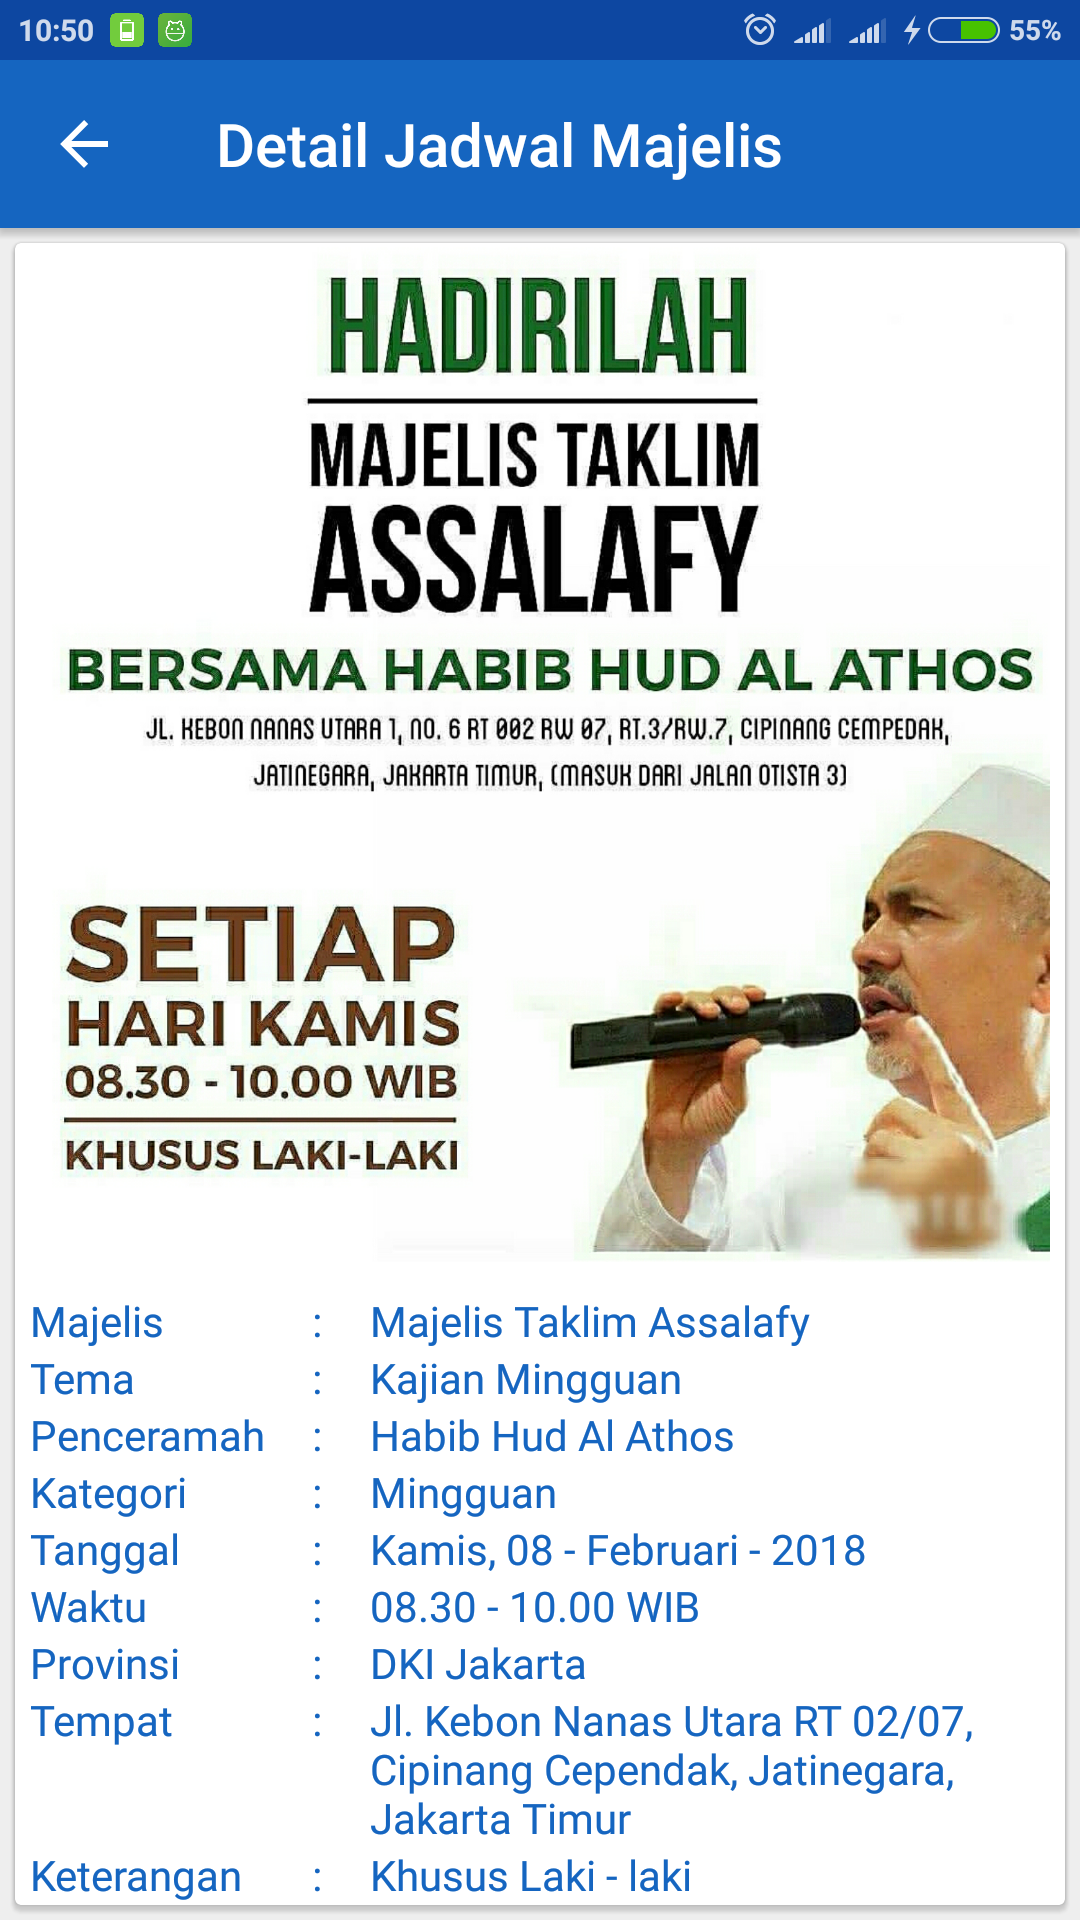 10:50
55%
Detail Jadwal Majelis
HADIRILAH
MAJELIS TAKLIM
ASSALAFY
BERSAMA HABIB HUD AL ATHOS
JL. KEBON NANAS UTARA 1, NO. 6 RT 002 RW 07, RT.3/RW.7, CIPINANG CEMPEDAK,
JATINEGARA, JAKARTA TIMUR, (MASUK DARI JALAN OTISTA 3)
SETIAP
HARI KAMIS
08.30 - 10.00 WIB
KHUSUS LAKI-LAKI
Majelis : Majelis Taklim Assalafy
Tema : Kajian Mingguan
Penceramah : Habib Hud Al Athos
Kategori : Mingguan
Tanggal : Kamis, 08 - Februari - 2018
Waktu : 08.30 - 10.00 WIB
Provinsi : DKI Jakarta
Tempat : Jl. Kebon Nanas Utara RT 02/07,
Cipinang Cependak, Jatinegara,
Jakarta Timur
Keterangan : Khusus Laki - laki